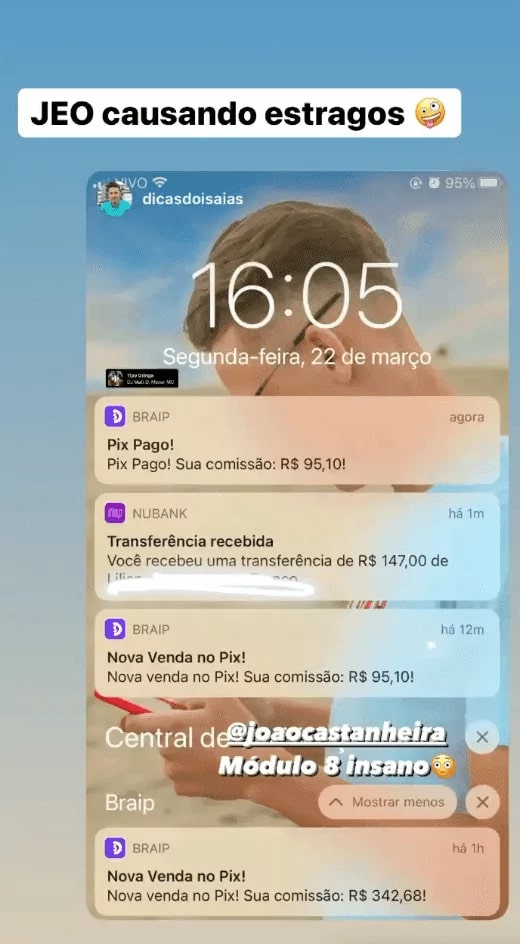 JEO causando estragos 🤪
VIVO 95%
dicasdoisaias
16:05
Segunda-feira, 22 de março
BRAIP agora
Pix Pago!
Pix Pago! Sua comissão: R$ 95,10!
NUBANK há 1m
Transferência recebida
Você recebeu uma transferência de R$ 147,00 de
BRAIP há 12m
Nova Venda no Pix!
Nova venda no Pix! Sua comissão: R$ 95,10!
Central de @joaocastanheira
Módulo 8 insano😳
Braip Mostrar menos
BRAIP há 1h
Nova Venda no Pix!
Nova venda no Pix! Sua comissão: R$ 342,68!